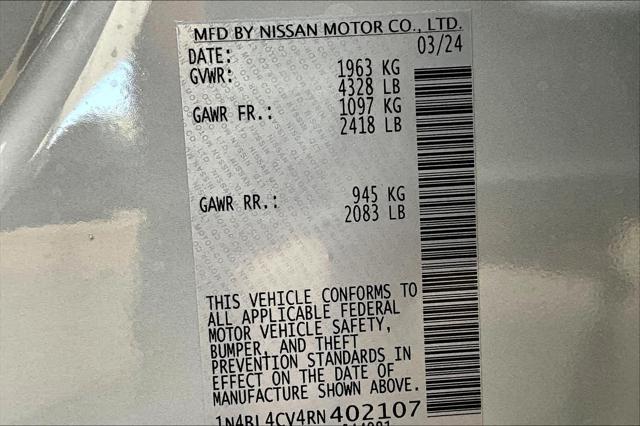 MFD BY NISSAN MOTOR CO., LTD.
DATE: 03/24
GVWR: 1963 KG
4328 LB
GAWR FR.: 1097 KG
2418 LB
GAWR RR.: 945 KG
2083 LB
THIS VEHICLE CONFORMS TO
ALL APPLICABLE FEDERAL
MOTOR VEHICLE SAFETY,
BUMPER, AND THEFT
PREVENTION STANDARDS IN
EFFECT ON THE DATE OF
MANUFACTURE SHOWN ABOVE.
1N4BL4CV4RN 402107